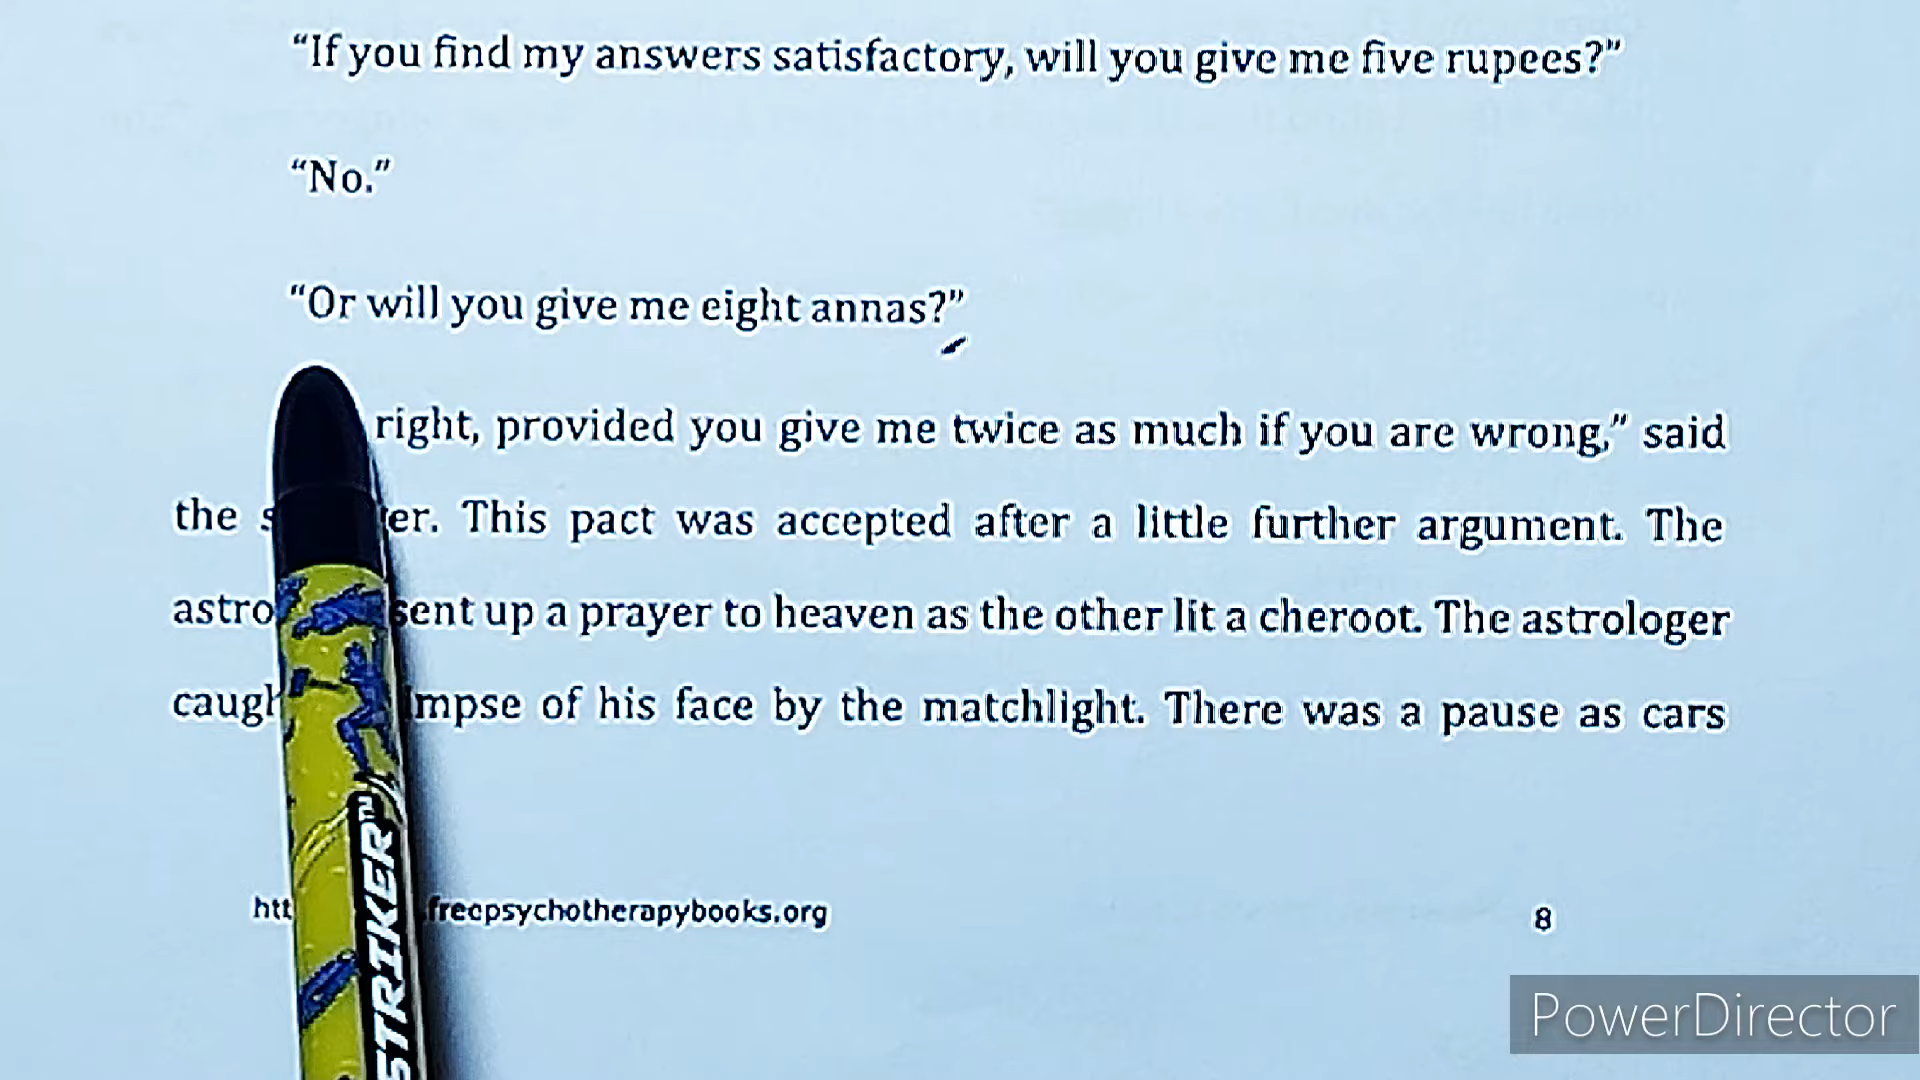 “If you find my answers satisfactory, will you give me five rupees?”
“No.”
“Or will you give me eight annas?”
right, provided you give me twice as much if you are wrong,” said
the er. This pact was accepted after a little further argument. The
astro sent up a prayer to heaven as the other lit a cheroot. The astrologer
caugh impse of his face by the matchlight. There was a pause as cars
htt freepsychotherapybooks.org
8
STRIKER™
PowerDirector